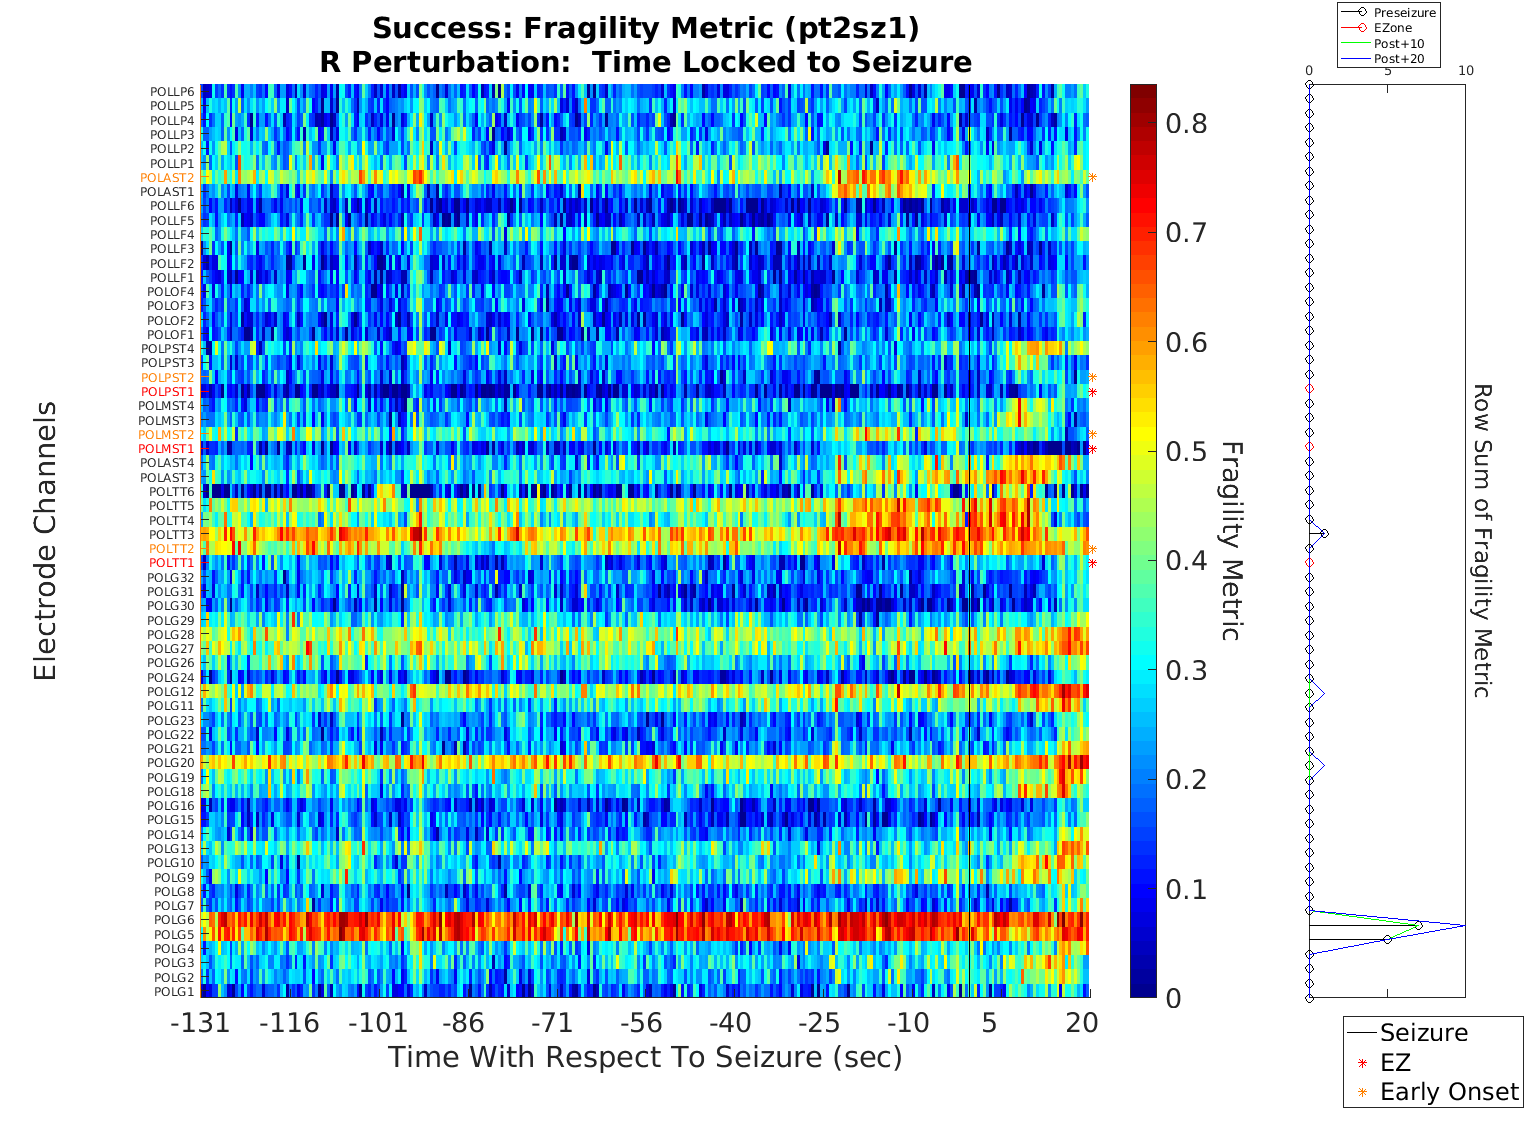 Success: Fragility Metric (pt2sz1)
R Perturbation:  Time Locked to Seizure
Preseizure
EZone
Post+10
Post+20
0 5 10
Electrode Channels
POLLP6
POLLP5
POLLP4
POLLP3
POLLP2
POLLP1
POLAST2
POLAST1
POLLF6
POLLF5
POLLF4
POLLF3
POLLF2
POLLF1
POLOF4
POLOF3
POLOF2
POLOF1
POLPST4
POLPST3
POLPST2
POLPST1
POLMST4
POLMST3
POLMST2
POLMST1
POLAST4
POLAST3
POLTT6
POLTT5
POLTT4
POLTT3
POLTT2
POLTT1
POLG32
POLG31
POLG30
POLG29
POLG28
POLG27
POLG26
POLG24
POLG12
POLG11
POLG23
POLG22
POLG21
POLG20
POLG19
POLG18
POLG16
POLG15
POLG14
POLG13
POLG10
POLG9
POLG8
POLG7
POLG6
POLG5
POLG4
POLG3
POLG2
POLG1
-131 -116 -101 -86 -71 -56 -40 -25 -10 5 20
Time With Respect To Seizure (sec)
0.8
0.7
0.6
0.5
0.4
0.3
0.2
0.1
0
Fragility Metric
Row Sum of Fragility Metric
Seizure
EZ
Early Onset